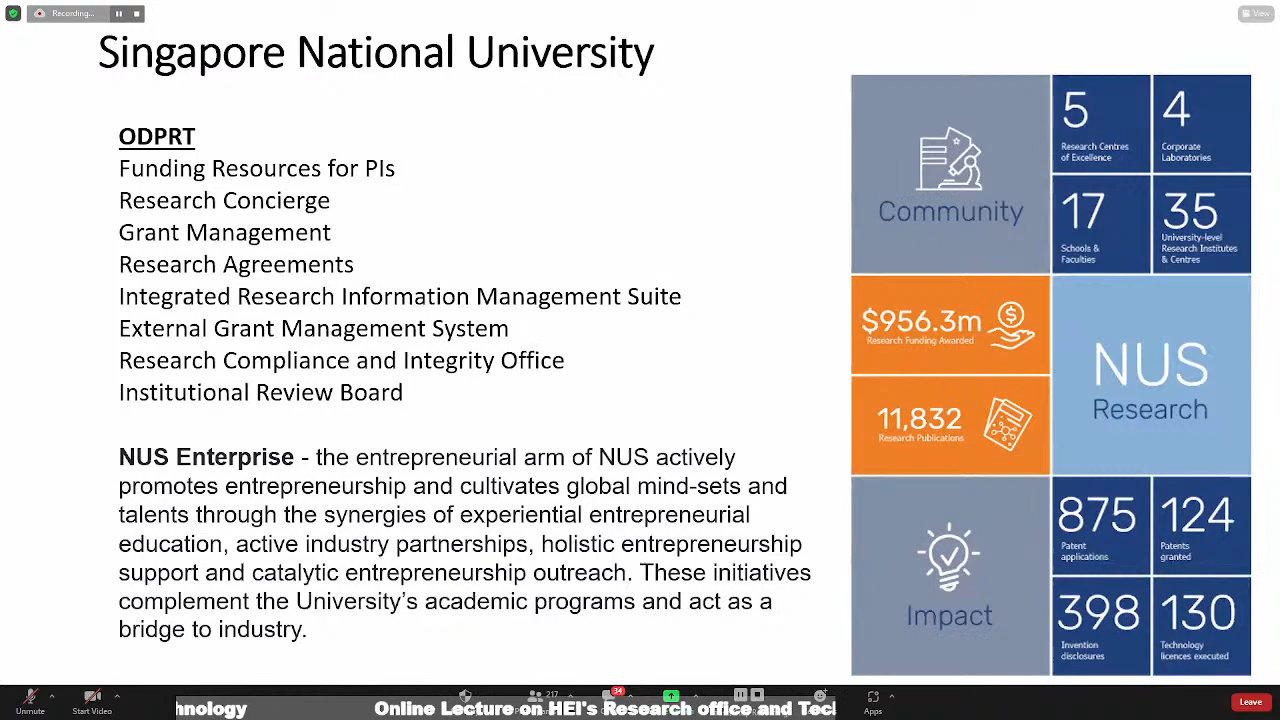 Recording...
View
Singapore National University
ODPRT
Funding Resources for PIs
Research Concierge
Grant Management
Research Agreements
Integrated Research Information Management Suite
External Grant Management System
Research Compliance and Integrity Office
Institutional Review Board
NUS Enterprise - the entrepreneurial arm of NUS actively
promotes entrepreneurship and cultivates global mind-sets and
talents through the synergies of experiential entrepreneurial
education, active industry partnerships, holistic entrepreneurship
support and catalytic entrepreneurship outreach. These initiatives
complement the University's academic programs and act as a
bridge to industry.
Community
5
Research Centres
of Excellence
4
Corporate
Laboratories
17
Schools &
Faculties
35
University-level
Research Institutes
& Centres
$956.3m
Research Funding Awarded
11,832
Research Publications
NUS
Research
Impact
875
Patent
applications
124
Patents
granted
398
Invention
disclosures
130
Technology
licences executed
Unmute
Start Video
217
34
Apps
Leave
hnology
Online Lecture on HEI's Research office and Tecl